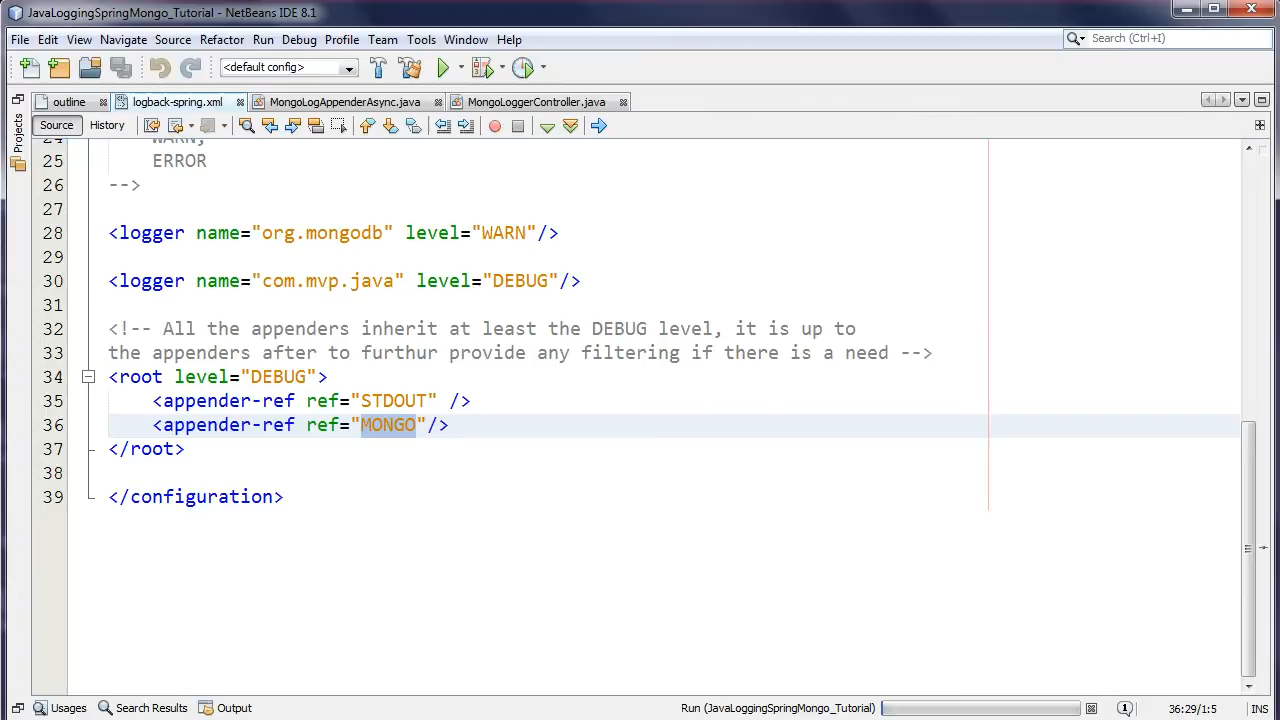 JavaLoggingSpringMongo_Tutorial - NetBeans IDE 8.1
File Edit View Navigate Source Refactor Run Debug Profile Team Tools Window Help
Search (Ctrl+I)
<default config>
outline logback-spring.xml MongoLogAppenderAsync.java MongoLoggerController.java
Projects
Source History
24 WARN,
25 ERROR
26 -->
27
28 <logger name="org.mongodb" level="WARN"/>
29
30 <logger name="com.mvp.java" level="DEBUG"/>
31
32 <!-- All the appenders inherit at least the DEBUG level, it is up to
33 the appenders after to furthur provide any filtering if there is a need -->
34 <root level="DEBUG">
35 <appender-ref ref="STDOUT" />
36 <appender-ref ref="MONGO"/>
37 </root>
38
39 </configuration>
Usages Search Results Output Run (JavaLoggingSpringMongo_Tutorial) 1 36:29/1:5 INS